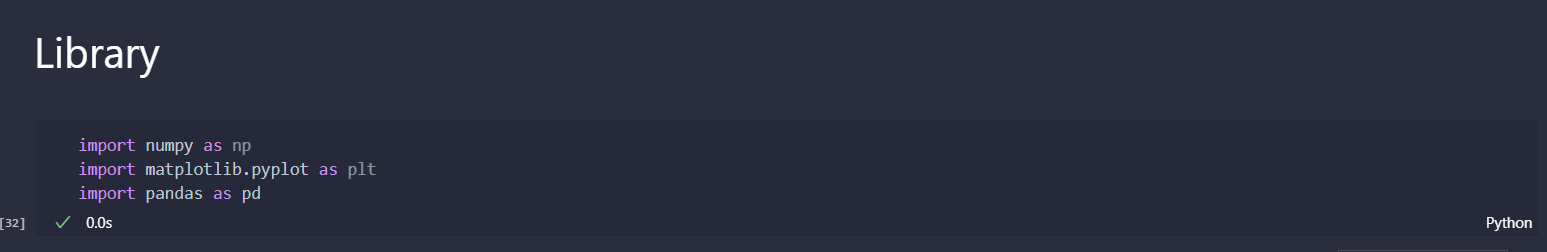 Library
import numpy as np
import matplotlib.pyplot as plt
import pandas as pd
[32] 0.0s Python